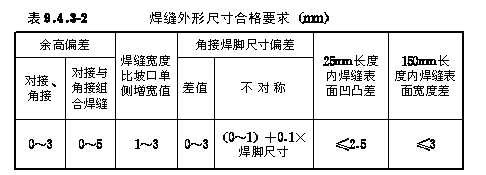 表 9.4.3-2 焊缝外形尺寸合格要求 (mm)
余高偏差
焊缝宽度
比坡口单
侧增宽值
角接焊脚尺寸偏差
25mm长度
内焊缝表
面凹凸差
150mm长
度内焊缝表
面宽度差
对接、
角接
对接与
角接组
合焊缝
差值
不 对 称
0～3
0～5
1～3
0～3
(0～1) +0.1×
焊脚尺寸
≤2.5
≤3